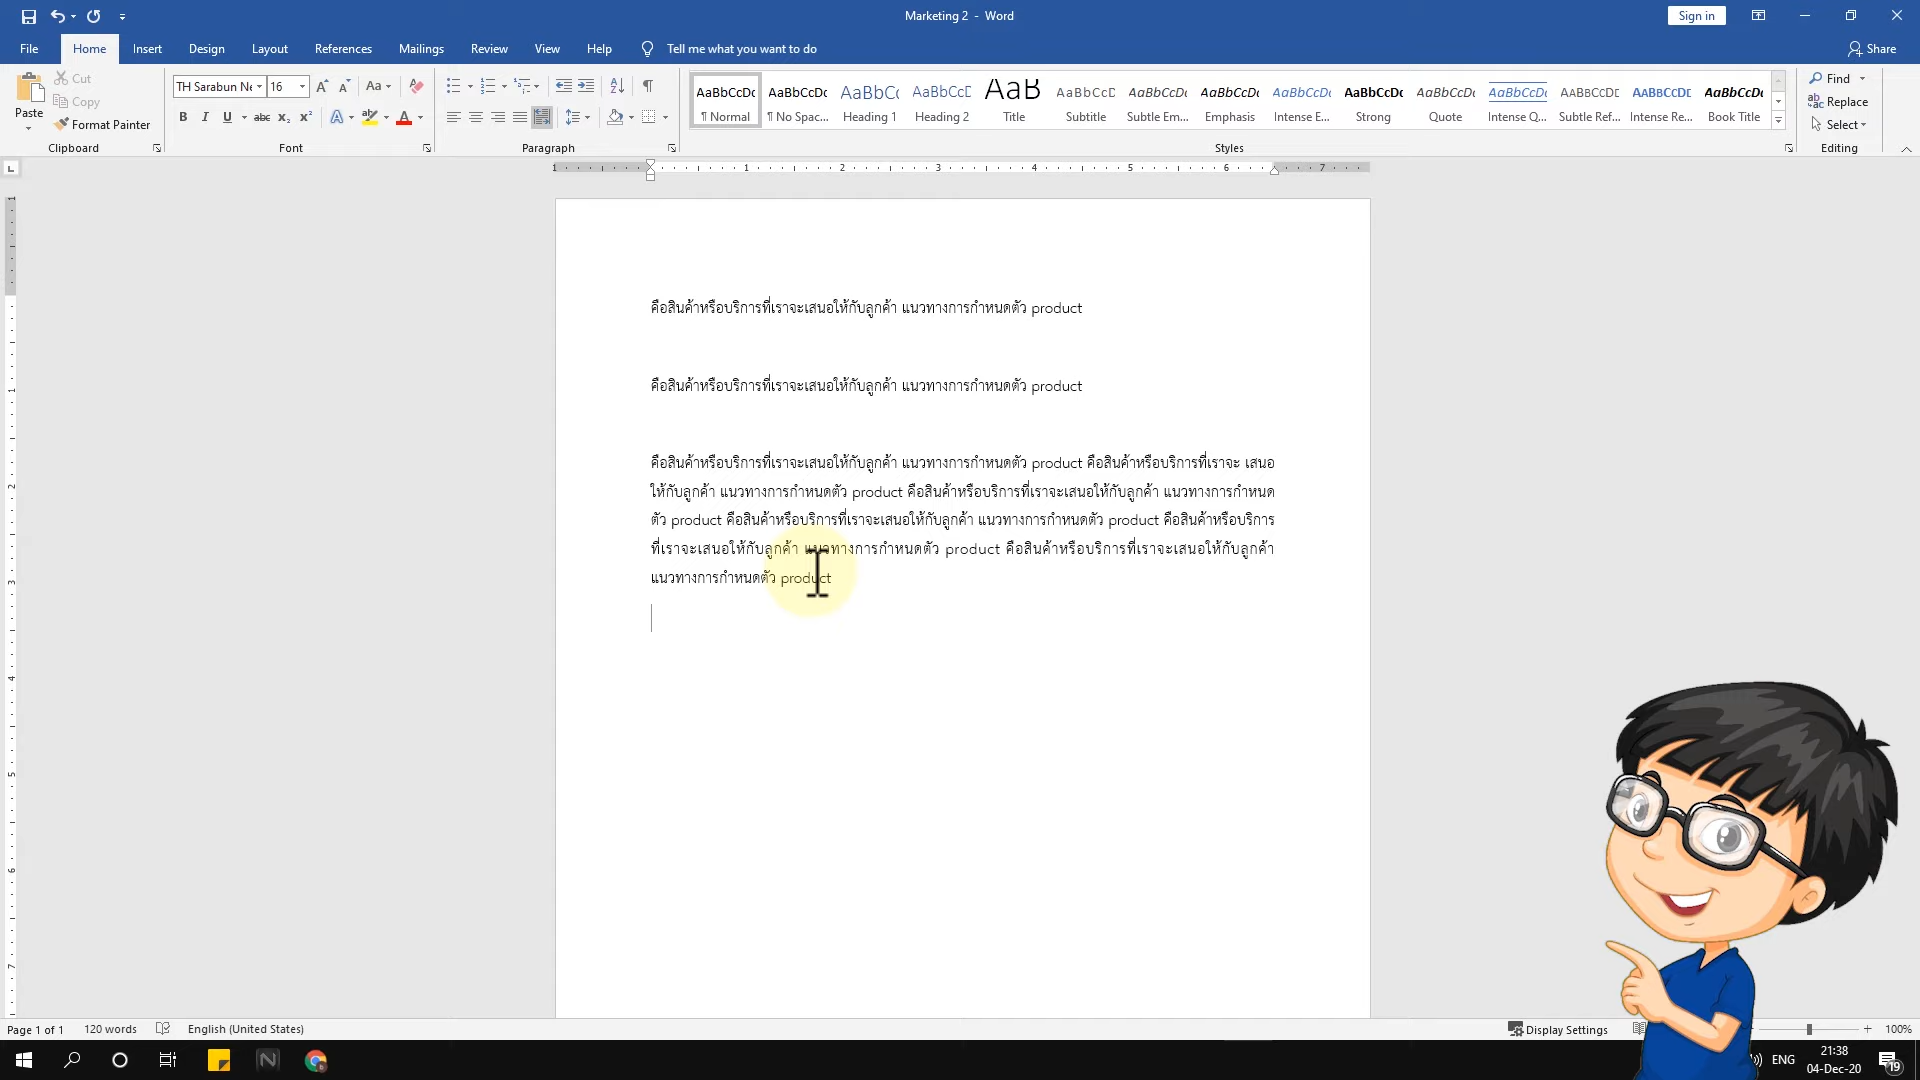 Marketing 2 - Word
Sign in
File Home Insert Design Layout References Mailings Review View Help Tell me what you want to do Share
Cut
Copy
Paste
Format Painter
Clipboard
TH Sarabun Ne 16
Font
Paragraph
AaBbCcDc AaBbCcDc AaBbCc AaBbCcD AaB AaBbCcD AaBbCcDc AaBbCcDc AaBbCcDc AaBbCcDc AaBbCcDc AaBbCcDc AaBbCcDc AaBbCcDc AaBbCcDc
¶ Normal ¶ No Spac... Heading 1 Heading 2 Title Subtitle Subtle Em... Emphasis Intense E... Strong Quote Intense Q... Subtle Ref... Intense Re... Book Title
Styles
Find
Replace
Select
Editing
1 1 2 3 4 5 6 7
คือสินค้าหรือบริการที่เราจะเสนอให้กับลูกค้า แนวทางการกำหนดตัว product
คือสินค้าหรือบริการที่เราจะเสนอให้กับลูกค้า แนวทางการกำหนดตัว product
คือสินค้าหรือบริการที่เราจะเสนอให้กับลูกค้า แนวทางการกำหนดตัว product คือสินค้าหรือบริการที่เราจะ เสนอ
ให้กับลูกค้า แนวทางการกำหนดตัว product คือสินค้าหรือบริการที่เราจะเสนอให้กับลูกค้า แนวทางการกำหนด
ตัว product คือสินค้าหรือบริการที่เราจะเสนอให้กับลูกค้า แนวทางการกำหนดตัว product คือสินค้าหรือบริการ
ที่เราจะเสนอให้กับลูกค้า แนวทางการกำหนดตัว product คือสินค้าหรือบริการที่เราจะเสนอให้กับลูกค้า
แนวทางการกำหนดตัว product
Page 1 of 1 120 words English (United States) Display Settings 100%
ENG 21:38
04-Dec-20 19